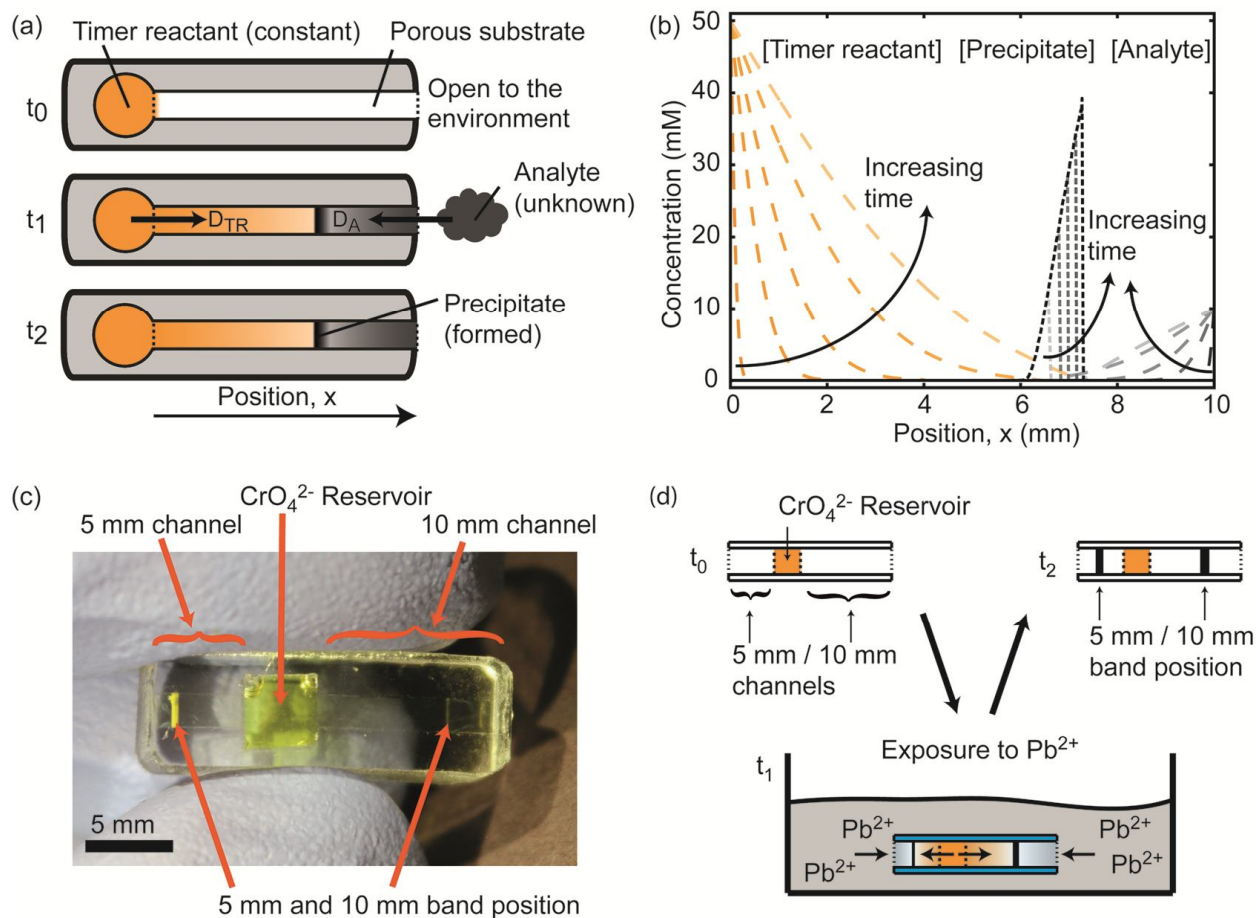 (a)
Timer reactant (constant)
Porous substrate
t0
Open to the
environment
t1
DTR
DA
Analyte
(unknown)
t2
Precipitate
(formed)
Position, x
(b)
[Timer reactant] [Precipitate] [Analyte]
Concentration (mM)
50
40
30
20
10
0
Increasing
time
Increasing
time
0 2 4 6 8 10
Position, x (mm)
(c)
CrO4 2- Reservoir
5 mm channel
10 mm channel
5 mm
5 mm and 10 mm band position
(d)
CrO4 2- Reservoir
t0
t2
5 mm / 10 mm
channels
5 mm / 10 mm
band position
Exposure to Pb2+
t1
Pb2+
Pb2+
Pb2+
Pb2+